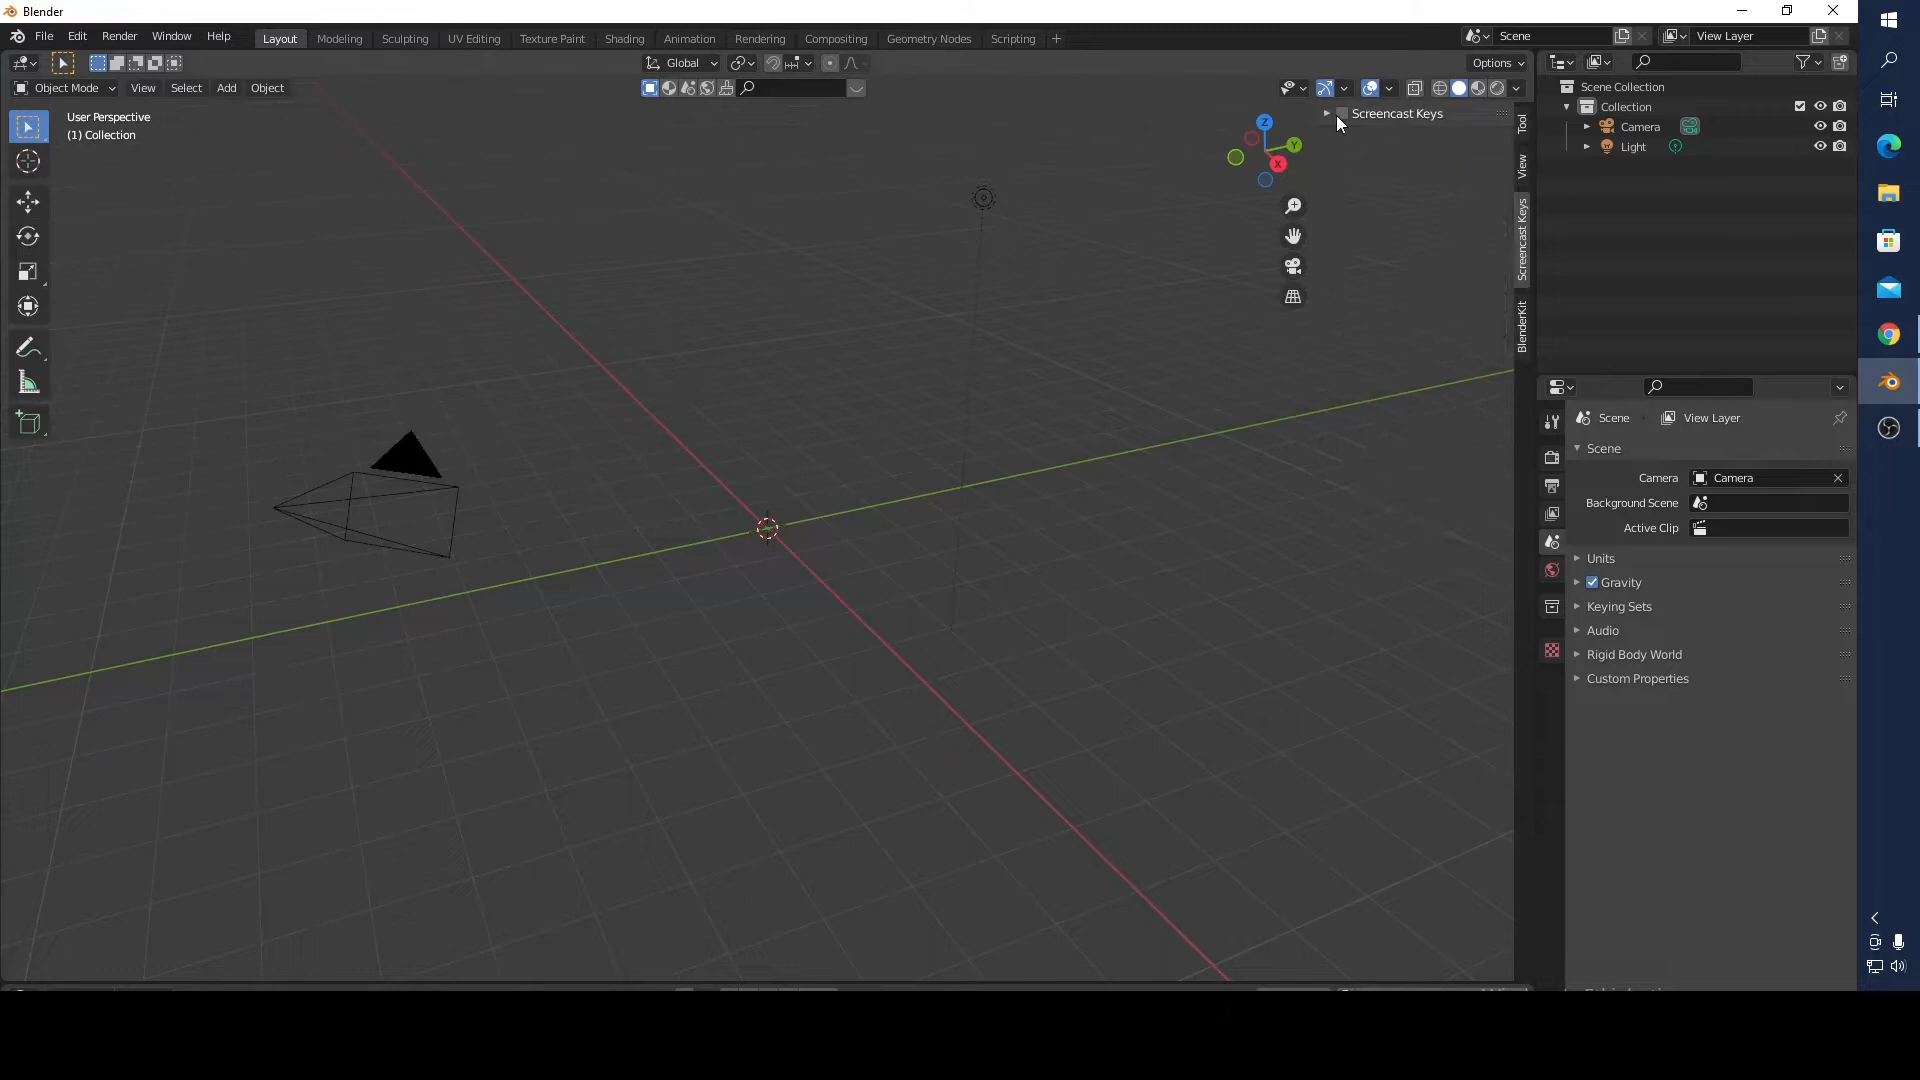 Blender
File Edit Render Window Help Layout Modeling Sculpting UV Editing Texture Paint Shading Animation Rendering Compositing Geometry Nodes Scripting + Scene View Layer
Global Options
Object Mode View Select Add Object
User Perspective
(1) Collection
Screencast Keys
Z
Y
X
Tool
View
Screencast Keys
BlenderKit
Scene Collection
Collection
Camera
Light
Scene View Layer
Scene
Camera Camera
Background Scene
Active Clip
Units
Gravity
Keying Sets
Audio
Rigid Body World
Custom Properties